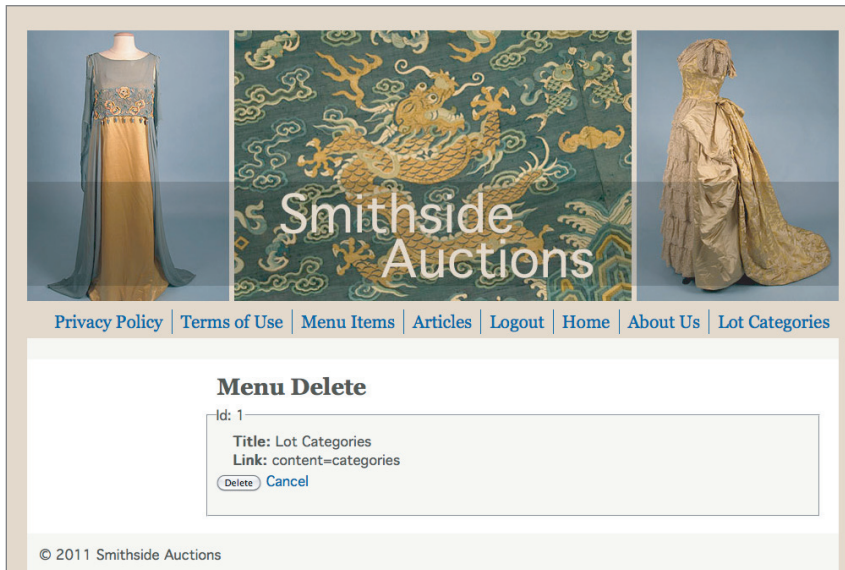 Smithside
Auctions
Privacy Policy Terms of Use Menu Items Articles Logout Home About Us Lot Categories
Menu Delete
Id: 1
Title: Lot Categories
Link: content=categories
Delete Cancel
© 2011 Smithside Auctions